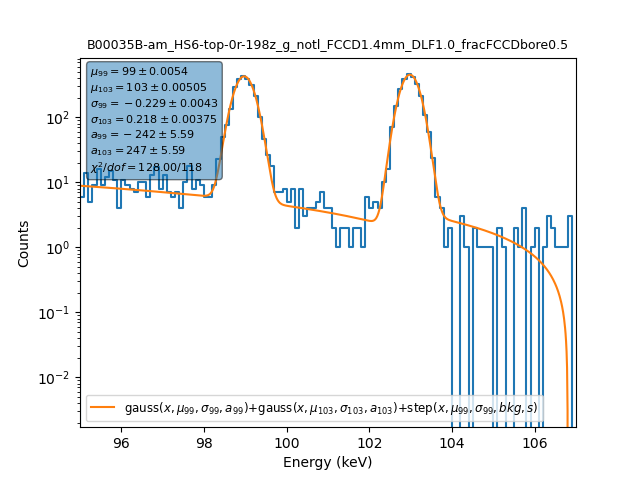 B00035B-am_HS6-top-0r-198z_g_notl_FCCD1.4mm_DLF1.0_fracFCCDbore0.5
μ₉₉ = 99 ± 0.0054
μ₁₀₃ = 103 ± 0.00505
σ₉₉ = −0.229 ± 0.0043
σ₁₀₃ = 0.218 ± 0.00375
a₉₉ = −242 ± 5.59
a₁₀₃ = 247 ± 5.59
χ²/dof = 128.00/118
10²
10¹
10⁰
10⁻¹
10⁻²
Counts
gauss(x, μ₉₉, σ₉₉, a₉₉)+gauss(x, μ₁₀₃, σ₁₀₃, a₁₀₃)+step(x, μ₉₉, σ₉₉, bkg, s)
96 98 100 102 104 106
Energy (keV)